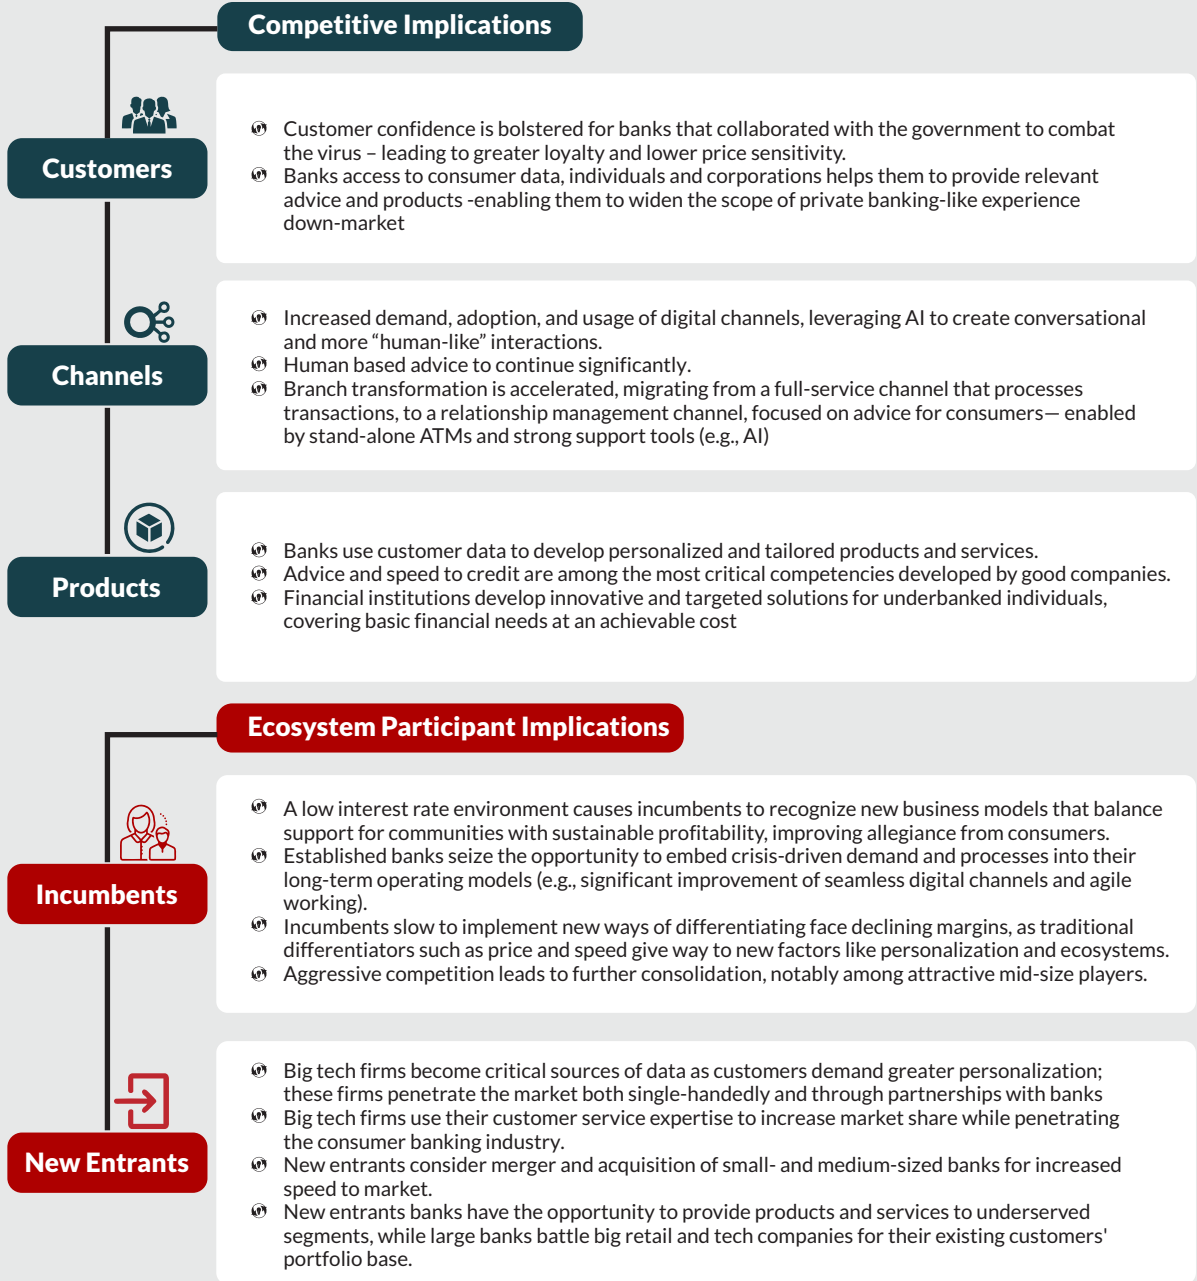 Competitive Implications
Customers
Customer confidence is bolstered for banks that collaborated with the government to combat
the virus – leading to greater loyalty and lower price sensitivity.
Banks access to consumer data, individuals and corporations helps them to provide relevant
advice and products -enabling them to widen the scope of private banking-like experience
down-market
Channels
Increased demand, adoption, and usage of digital channels, leveraging AI to create conversational
and more “human-like” interactions.
Human based advice to continue significantly.
Branch transformation is accelerated, migrating from a full-service channel that processes
transactions, to a relationship management channel, focused on advice for consumers— enabled
by stand-alone ATMs and strong support tools (e.g., AI)
Products
Banks use customer data to develop personalized and tailored products and services.
Advice and speed to credit are among the most critical competencies developed by good companies.
Financial institutions develop innovative and targeted solutions for underbanked individuals,
covering basic financial needs at an achievable cost
Ecosystem Participant Implications
Incumbents
A low interest rate environment causes incumbents to recognize new business models that balance
support for communities with sustainable profitability, improving allegiance from consumers.
Established banks seize the opportunity to embed crisis-driven demand and processes into their
long-term operating models (e.g., significant improvement of seamless digital channels and agile
working).
Incumbents slow to implement new ways of differentiating face declining margins, as traditional
differentiators such as price and speed give way to new factors like personalization and ecosystems.
Aggressive competition leads to further consolidation, notably among attractive mid-size players.
New Entrants
Big tech firms become critical sources of data as customers demand greater personalization;
these firms penetrate the market both single-handedly and through partnerships with banks
Big tech firms use their customer service expertise to increase market share while penetrating
the consumer banking industry.
New entrants consider merger and acquisition of small- and medium-sized banks for increased
speed to market.
New entrants banks have the opportunity to provide products and services to underserved
segments, while large banks battle big retail and tech companies for their existing customers'
portfolio base.